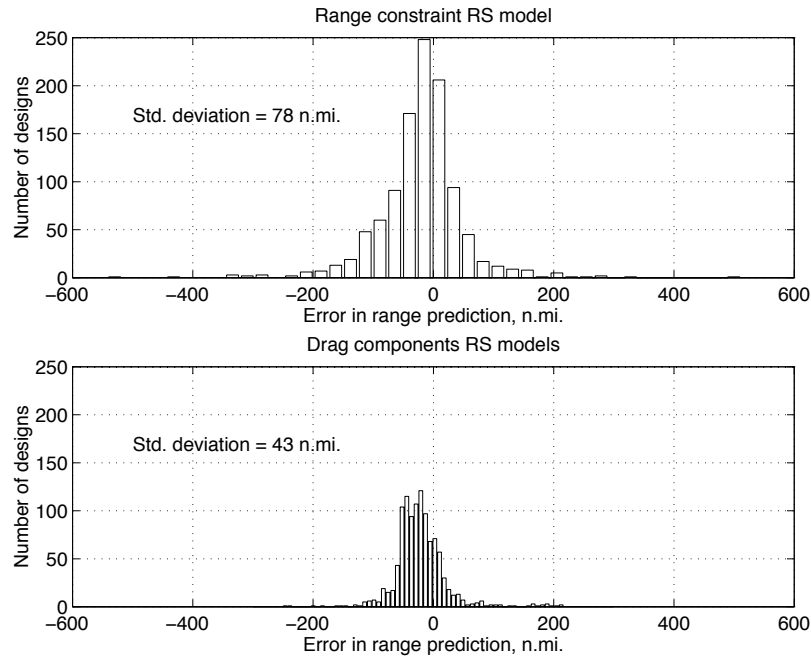 Range constraint RS model
250
200
150
100
50
0
Number of designs
Std. deviation = 78 n.mi.
−600 −400 −200 0 200 400 600
Error in range prediction, n.mi.
Drag components RS models
250
200
150
100
50
0
Number of designs
Std. deviation = 43 n.mi.
−600 −400 −200 0 200 400 600
Error in range prediction, n.mi.